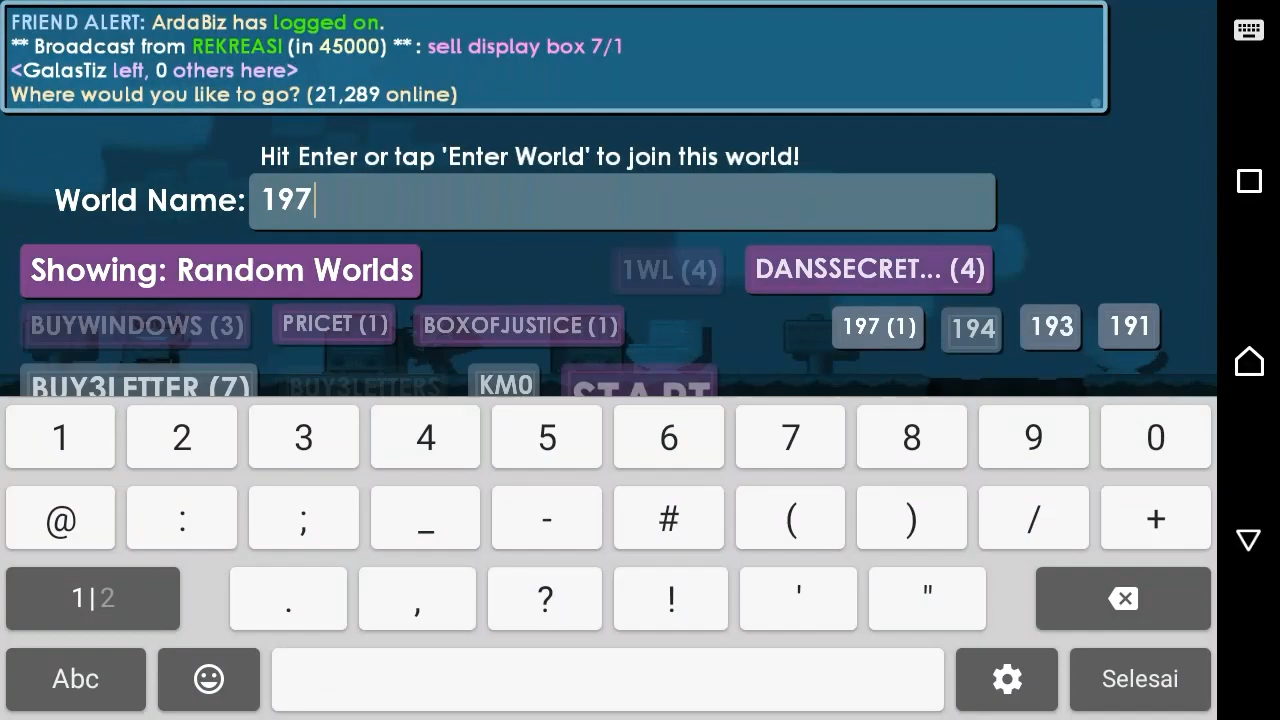 FRIEND ALERT: ArdaBiz has logged on.
** Broadcast from REKREASI (in 45000) ** : sell display box 7/1
<GalasTiz left, 0 others here>
Where would you like to go? (21,289 online)
Hit Enter or tap 'Enter World' to join this world!
World Name: 197
Showing: Random Worlds 1WL (4) DANSSECRET... (4)
BUYWINDOWS (3) PRICET (1) BOXOFJUSTICE (1) 197 (1) 194 193 191
BUY3LETTER (7) BUY3LETTERS KM0 START
1 2 3 4 5 6 7 8 9 0
@ : ; _ - # ( ) / +
1|2 . , ? ! ' "
Abc Selesai